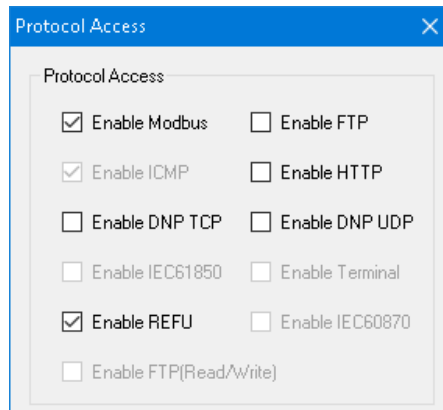 Protocol Access
Protocol Access
Enable Modbus Enable FTP
Enable ICMP Enable HTTP
Enable DNP TCP Enable DNP UDP
Enable IEC61850 Enable Terminal
Enable REFU Enable IEC60870
Enable FTP(Read/Write)